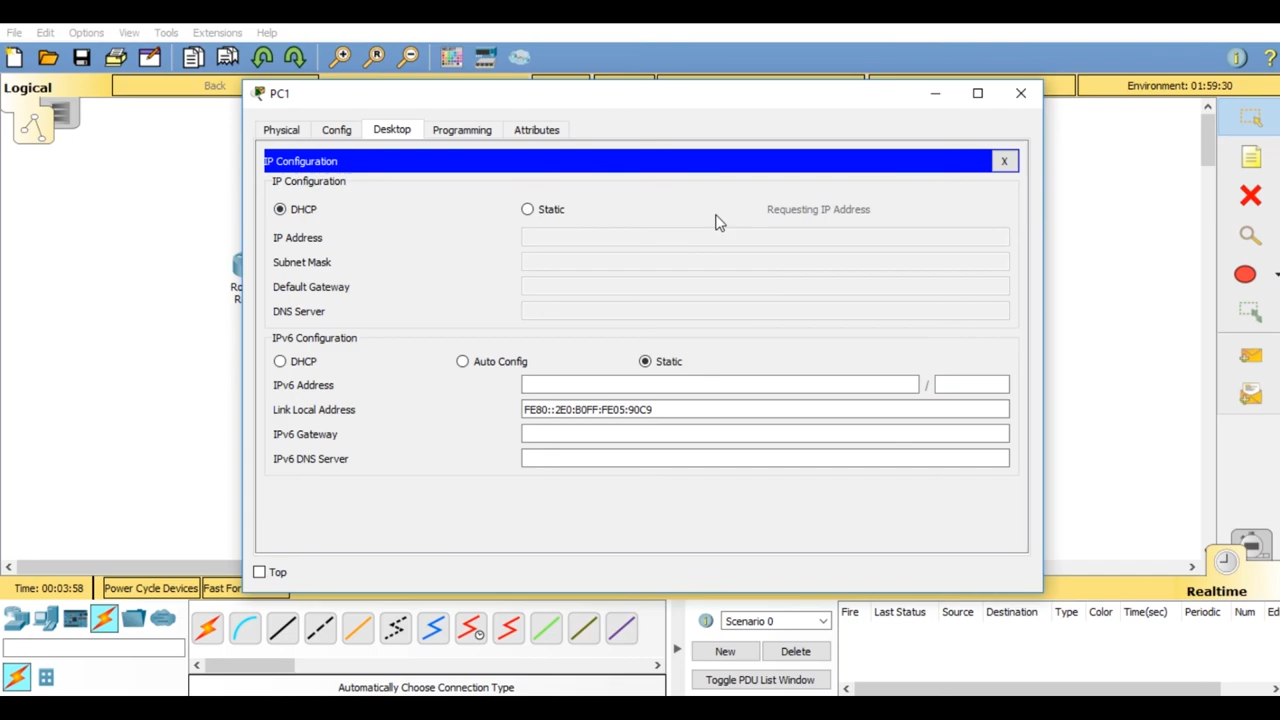 File Edit Options View Tools Extensions Help
Logical
Back
Environment: 01:59:30
PC1
Physical Config Desktop Programming Attributes
IP Configuration
X
IP Configuration
DHCP Static Requesting IP Address
IP Address
Subnet Mask
Default Gateway
DNS Server
IPv6 Configuration
DHCP Auto Config Static
IPv6 Address /
Link Local Address FE80::2E0:B0FF:FE05:90C9
IPv6 Gateway
IPv6 DNS Server
Top
Time: 00:03:58 Power Cycle Devices Fast For
Realtime
Scenario 0
New Delete
Toggle PDU List Window
Fire Last Status Source Destination Type Color Time(sec) Periodic Num Ed
Automatically Choose Connection Type